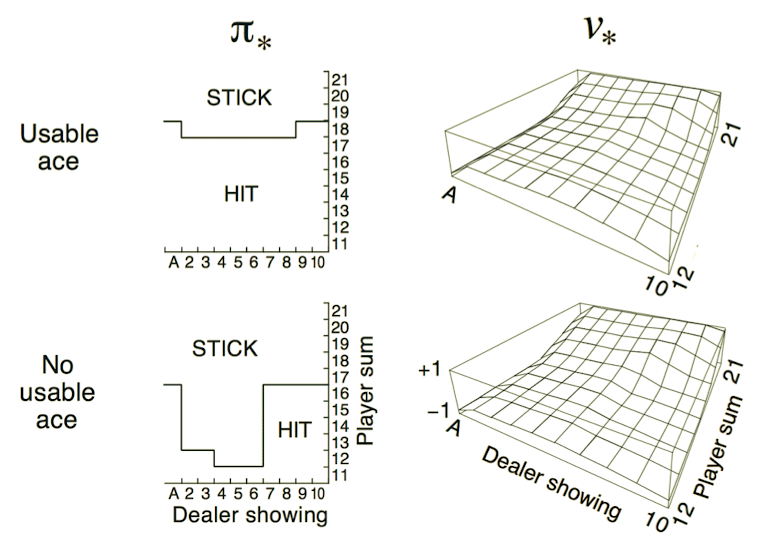 π*
v*
Usable
ace
STICK
HIT
21
20
19
18
17
16
15
14
13
12
11
A 2 3 4 5 6 7 8 9 10
A
21
10
12
No
usable
ace
STICK
HIT
21
20
19
18
17
16
15
14
13
12
11
Player sum
A 2 3 4 5 6 7 8 9 10
Dealer showing
+1
−1
A
Dealer showing
10
12
Player sum
21